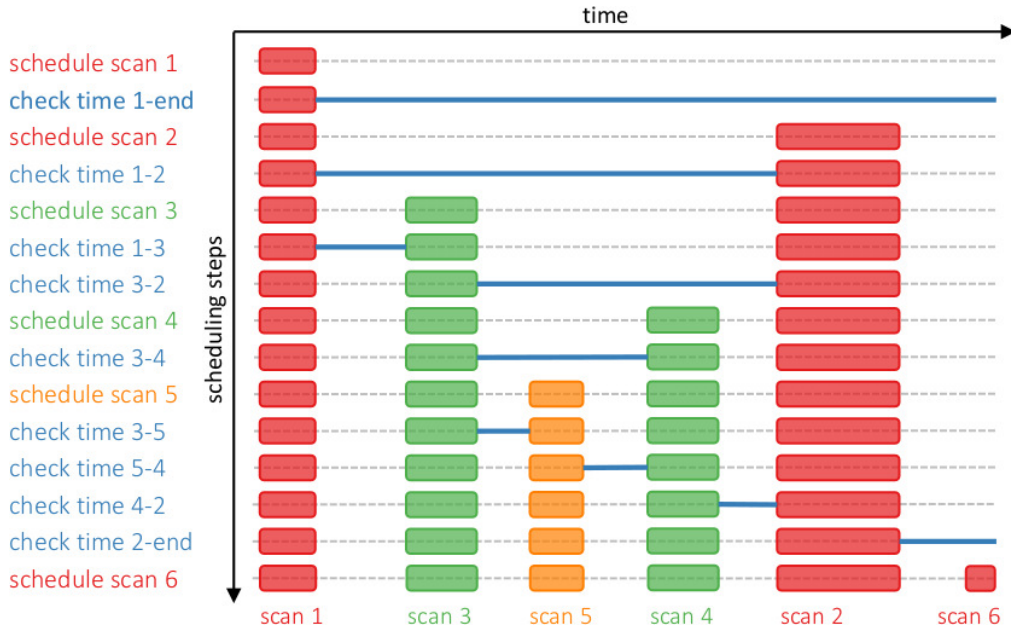 time
schedule scan 1
check time 1-end
schedule scan 2
check time 1-2
schedule scan 3
check time 1-3
check time 3-2
schedule scan 4
check time 3-4
schedule scan 5
check time 3-5
check time 5-4
check time 4-2
check time 2-end
schedule scan 6
scheduling steps
scan 1 scan 3 scan 5 scan 4 scan 2 scan 6